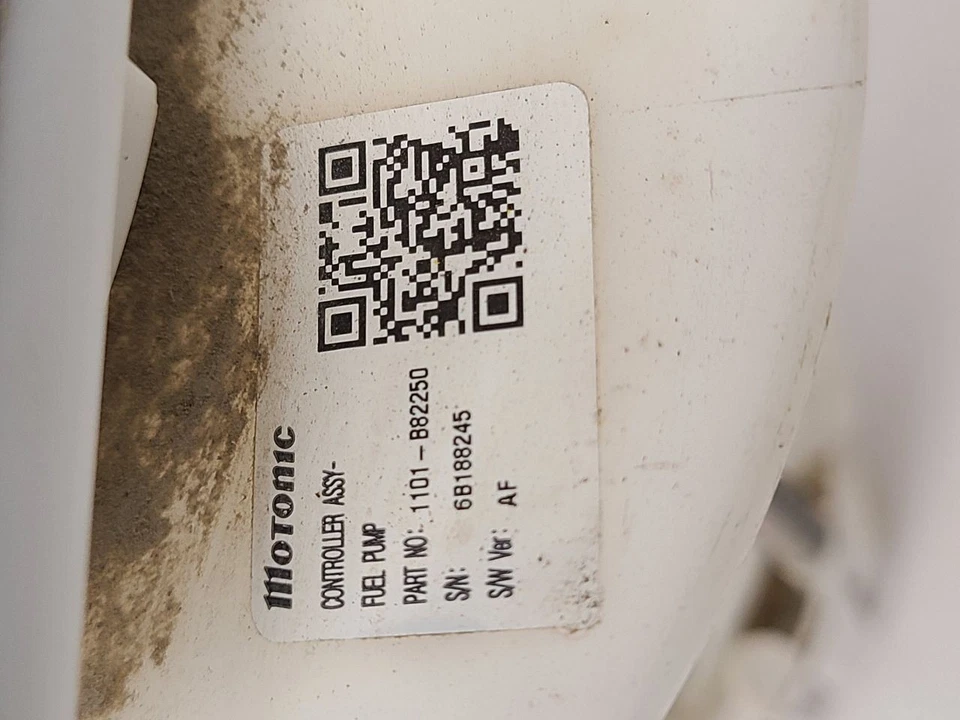 MOTONIC
CONTROLLER ASSY-
FUEL PUMP
PART NO: 1101-B82250
S/N: 6B188245
S/W Ver: AF